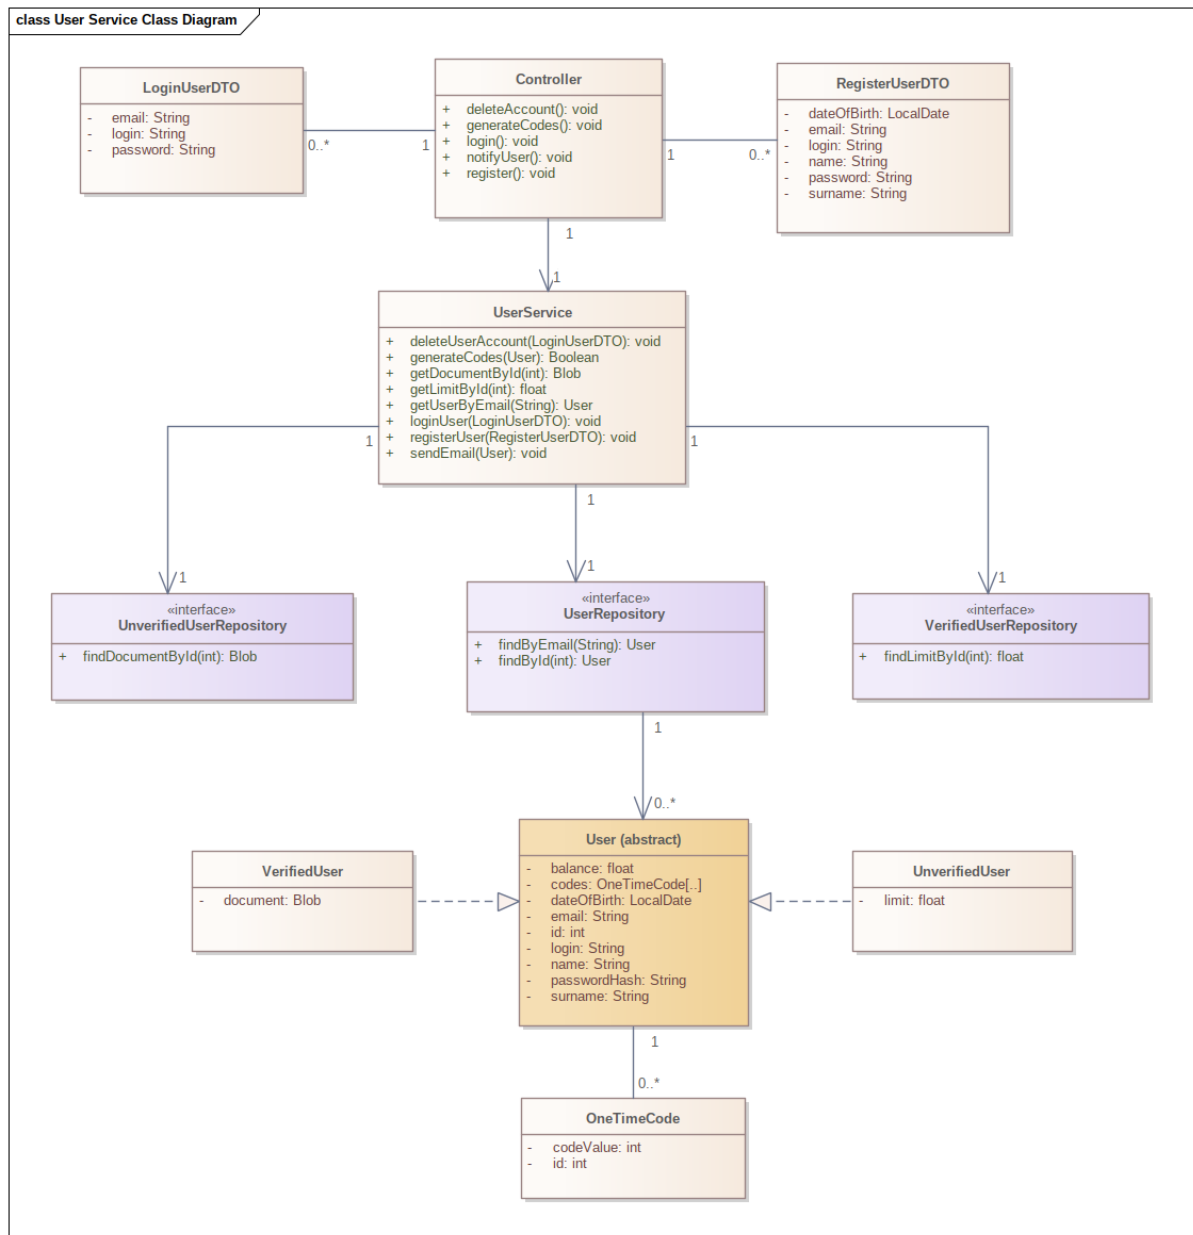 class User Service Class Diagram
LoginUserDTO
- email: String
- login: String
- password: String
Controller
+ deleteAccount(): void
+ generateCodes(): void
+ login(): void
+ notifyUser(): void
+ register(): void
RegisterUserDTO
- dateOfBirth: LocalDate
- email: String
- login: String
- name: String
- password: String
- surname: String
0..*
1
1
0..*
1
1
UserService
+ deleteUserAccount(LoginUserDTO): void
+ generateCodes(User): Boolean
+ getDocumentById(int): Blob
+ getLimitById(int): float
+ getUserByEmail(String): User
+ loginUser(LoginUserDTO): void
+ registerUser(RegisterUserDTO): void
+ sendEmail(User): void
1
1
1
1
1
1
«interface»
UnverifiedUserRepository
+ findDocumentById(int): Blob
«interface»
UserRepository
+ findByEmail(String): User
+ findById(int): User
«interface»
VerifiedUserRepository
+ findLimitById(int): float
1
0..*
VerifiedUser
- document: Blob
User (abstract)
- balance: float
- codes: OneTimeCode[..]
- dateOfBirth: LocalDate
- email: String
- id: int
- login: String
- name: String
- passwordHash: String
- surname: String
UnverifiedUser
- limit: float
1
0..*
OneTimeCode
- codeValue: int
- id: int